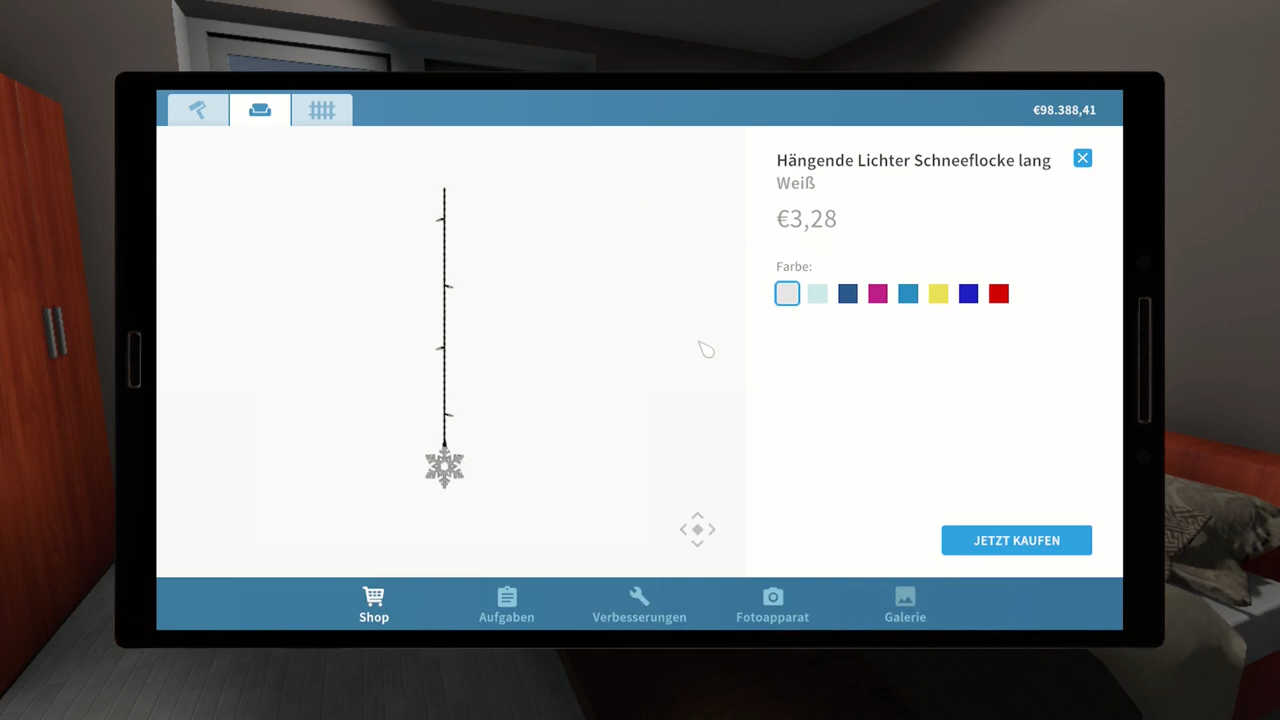 €98.388,41
Hängende Lichter Schneeflocke lang
Weiß
€3,28
Farbe:
JETZT KAUFEN
Shop
Aufgaben
Verbesserungen
Fotoapparat
Galerie